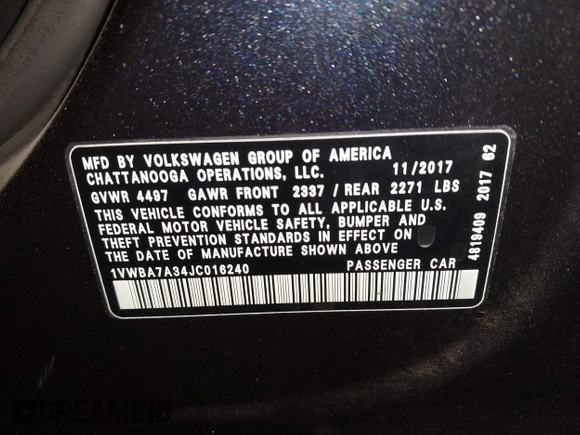 MFD BY VOLKSWAGEN GROUP OF AMERICA
CHATTANOOGA OPERATIONS, LLC. 11/2017
GVWR 4497 GAWR FRONT 2337 / REAR 2271 LBS
THIS VEHICLE CONFORMS TO ALL APPLICABLE U.S.
FEDERAL MOTOR VEHICLE SAFETY, BUMPER AND
THEFT PREVENTION STANDARDS IN EFFECT ON
THE DATE OF MANUFACTURE SHOWN ABOVE
1VWBA7A34JC016240 PASSENGER CAR
4819409 2017 62
DREAMBID